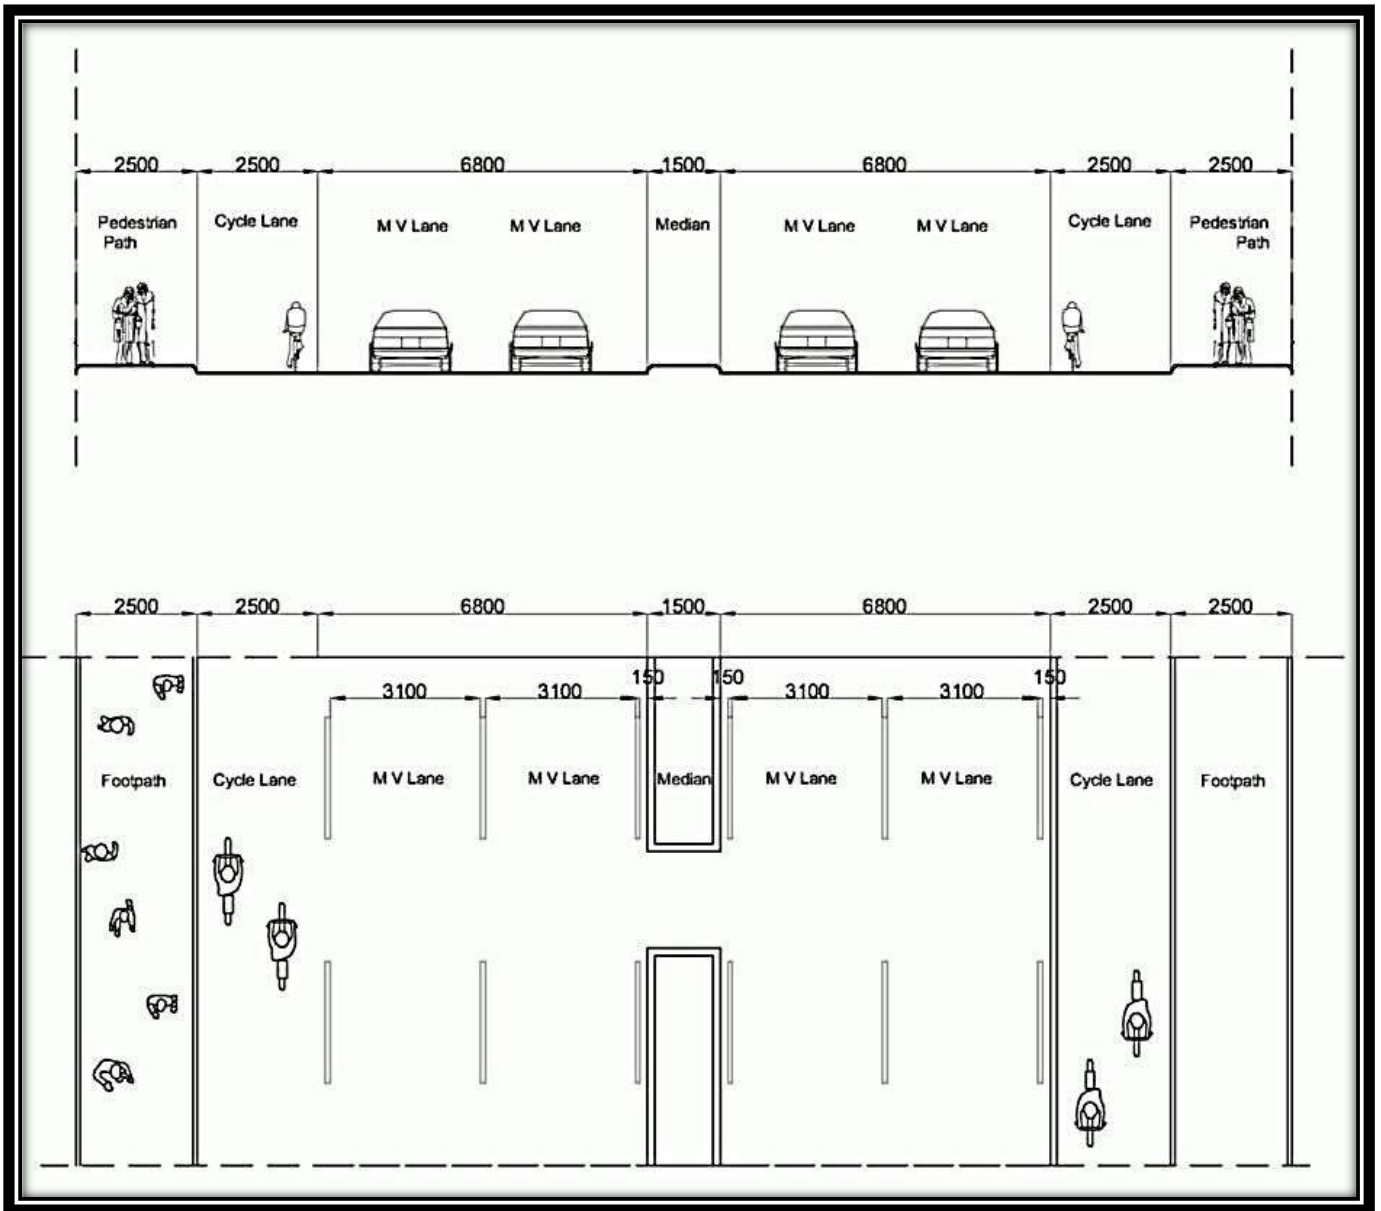 2500 2500 6800 1500 6800 2500 2500
Pedestrian Path
Cycle Lane
M V Lane
M V Lane
Median
M V Lane
M V Lane
Cycle Lane
Pedestrian Path
2500 2500 6800 1500 6800 2500 2500
150 150 150
3100 3100 3100 3100
Footpath Cycle Lane M V Lane M V Lane Median M V Lane M V Lane Cycle Lane Footpath